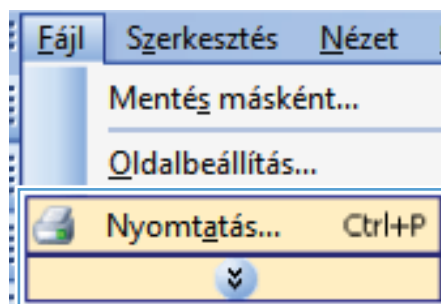 Fájl Szerkesztés Nézet
Mentés másként...
Oldalbeállítás...
Nyomtatás... Ctrl+P